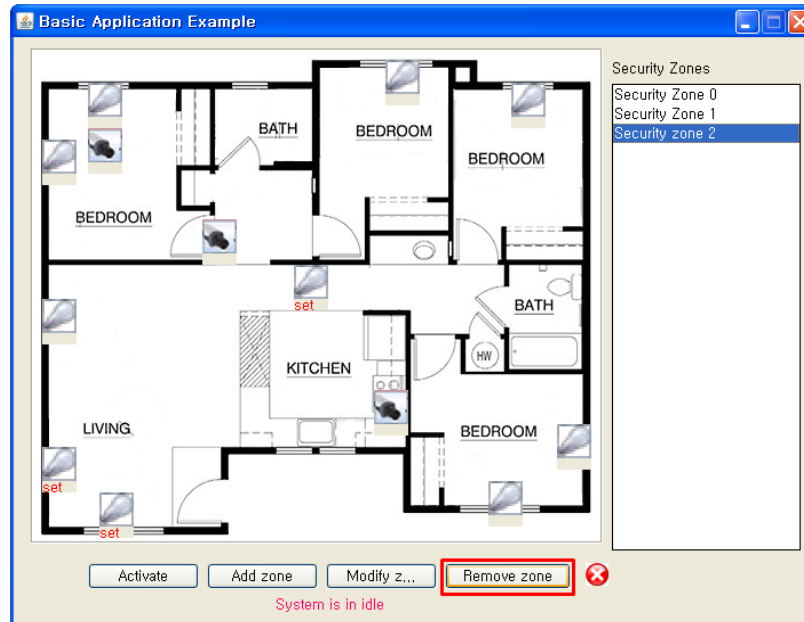 Basic Application Example
Security Zones
Security Zone 0
Security Zone 1
Security zone 2
BATH
BEDROOM
BEDROOM
BEDROOM
set
BATH
KITCHEN
HW
LIVING
BEDROOM
set
set
Activate
Add zone
Modify z...
Remove zone
System is in idle